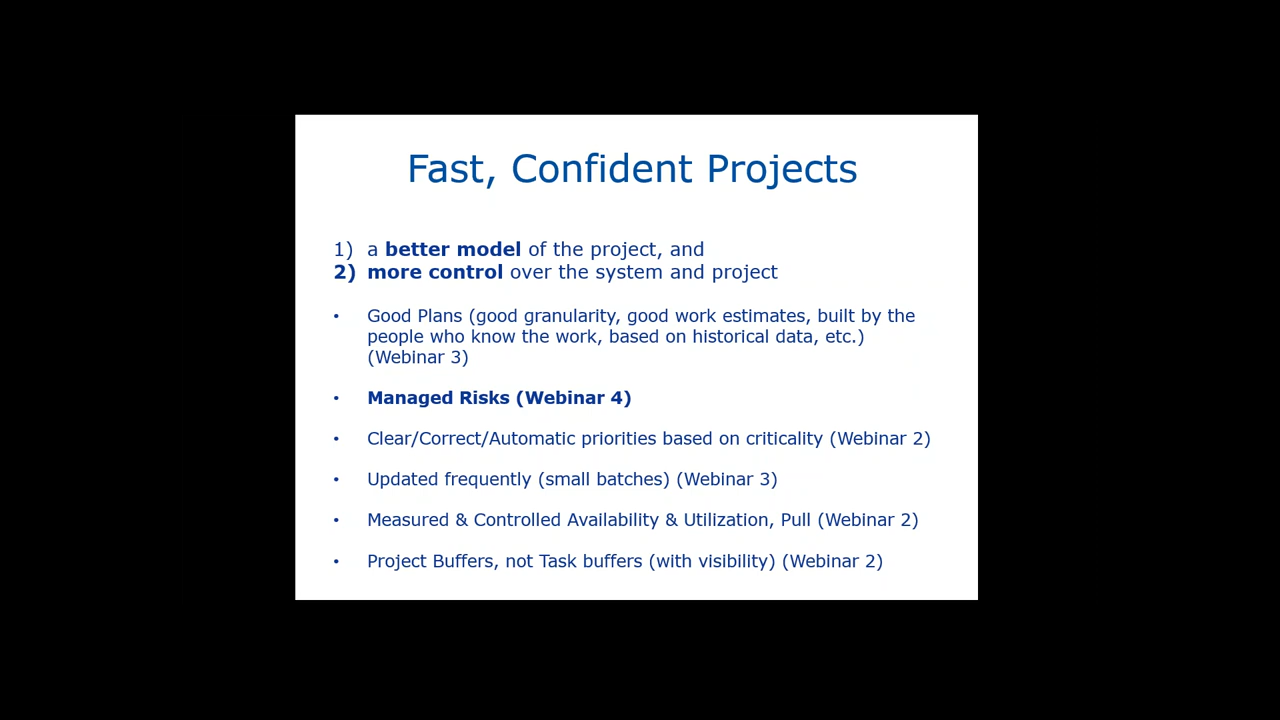 Fast, Confident Projects
1) a better model of the project, and
2) more control over the system and project
• Good Plans (good granularity, good work estimates, built by the
people who know the work, based on historical data, etc.)
(Webinar 3)
• Managed Risks (Webinar 4)
• Clear/Correct/Automatic priorities based on criticality (Webinar 2)
• Updated frequently (small batches) (Webinar 3)
• Measured & Controlled Availability & Utilization, Pull (Webinar 2)
• Project Buffers, not Task buffers (with visibility) (Webinar 2)